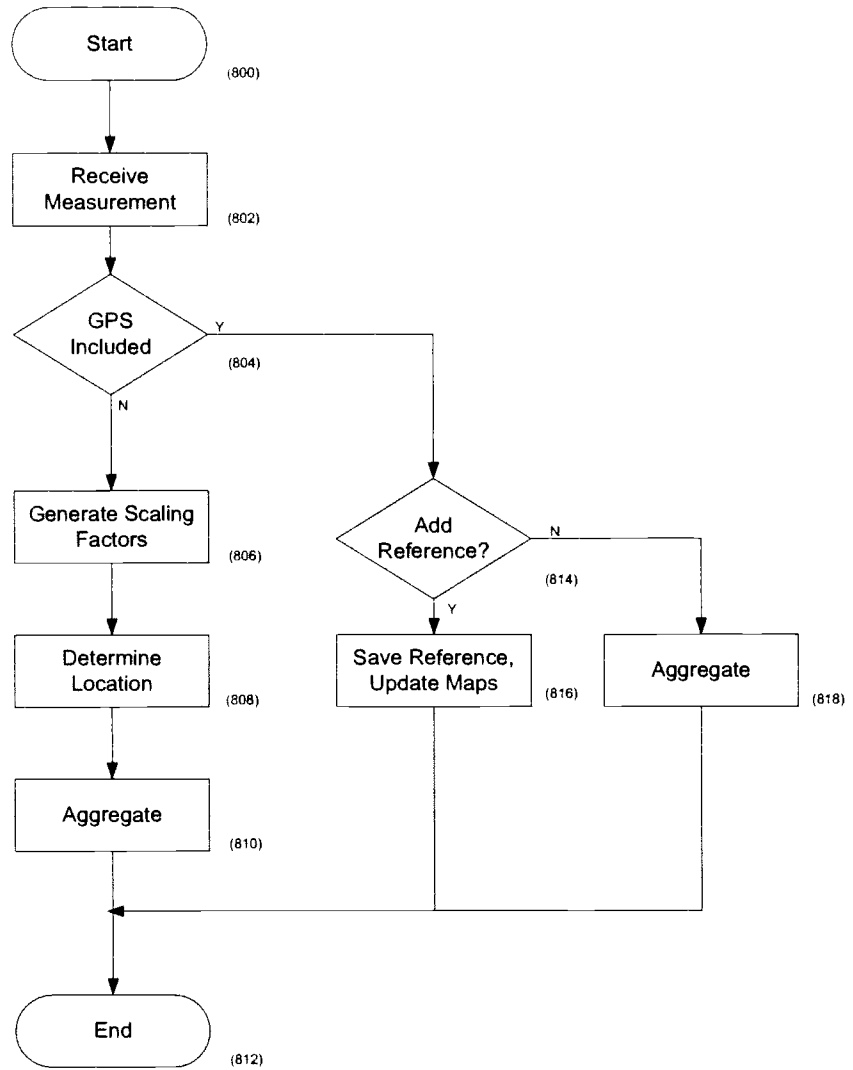 Start
(800)
Receive
Measurement
(802)
GPS
Included
Y
(804)
N
Generate Scaling
Factors
(806)
Add
Reference?
N
(814)
Y
Determine
Location
(808)
Save Reference,
Update Maps
(816)
Aggregate
(818)
Aggregate
(810)
End
(812)